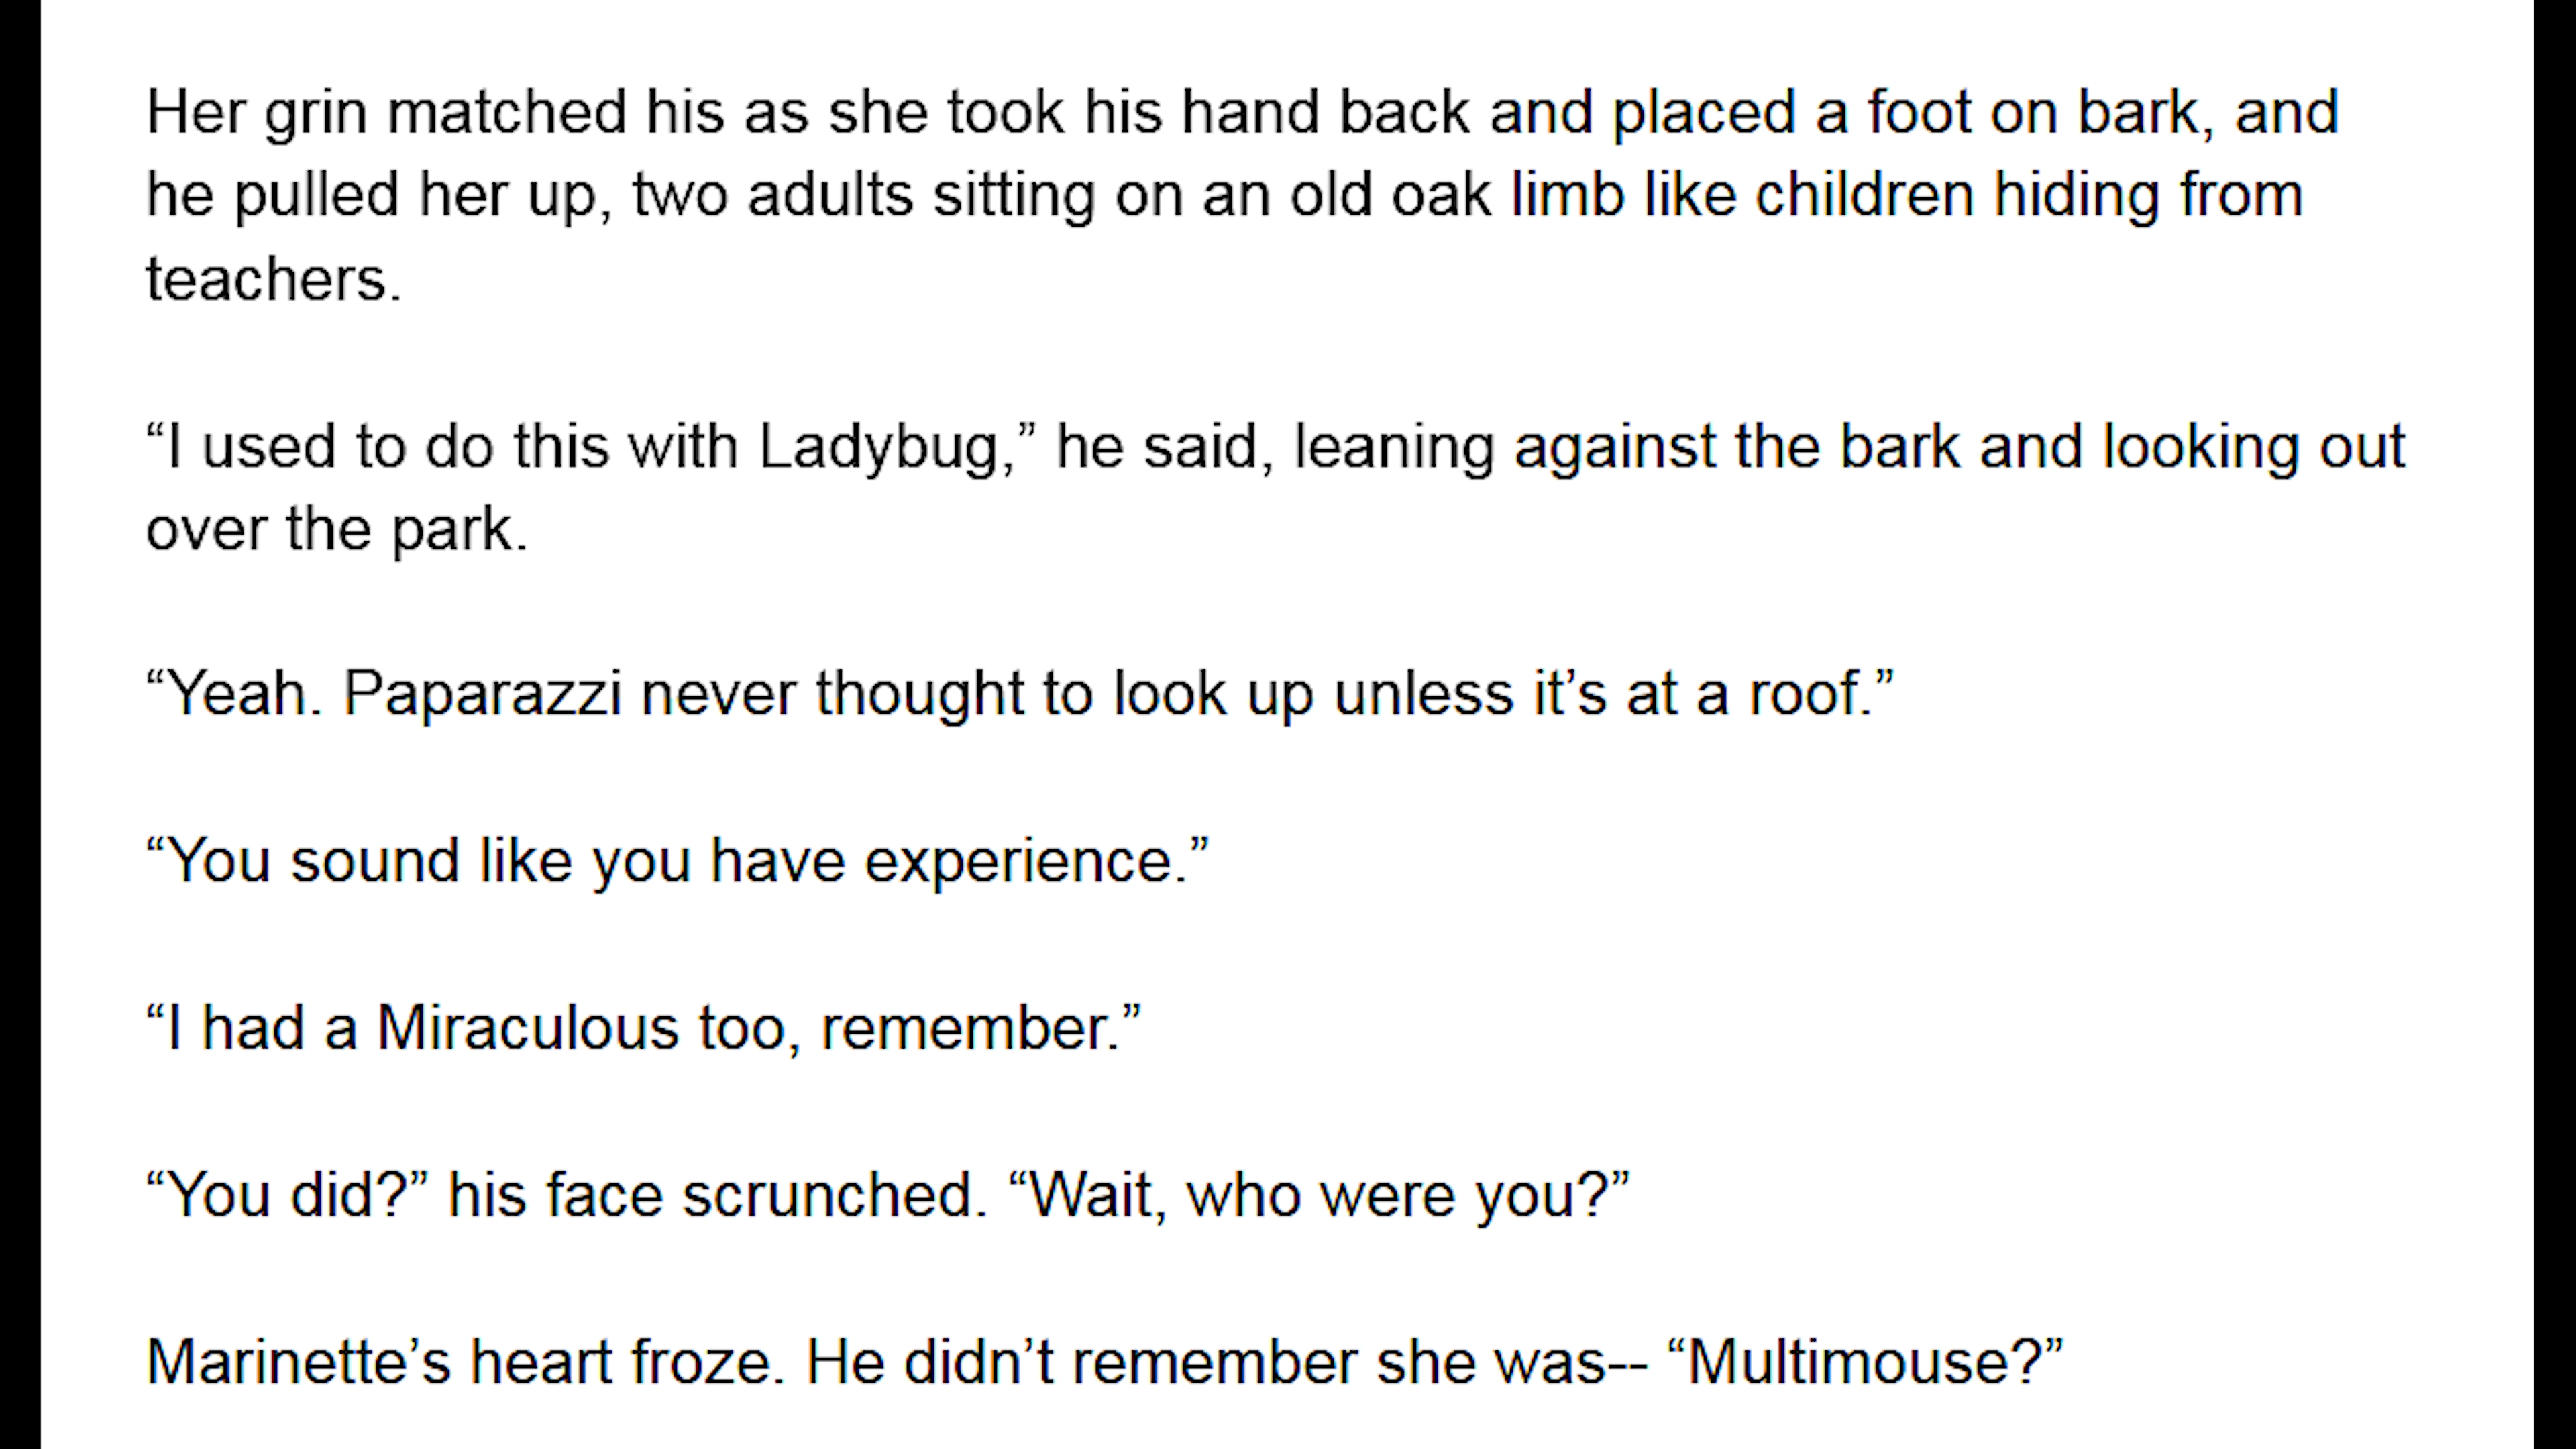 Her grin matched his as she took his hand back and placed a foot on bark, and
he pulled her up, two adults sitting on an old oak limb like children hiding from
teachers.
“I used to do this with Ladybug,” he said, leaning against the bark and looking out
over the park.
“Yeah. Paparazzi never thought to look up unless it’s at a roof.”
“You sound like you have experience.”
“I had a Miraculous too, remember.”
“You did?” his face scrunched. “Wait, who were you?”
Marinette’s heart froze. He didn’t remember she was-- “Multimouse?”